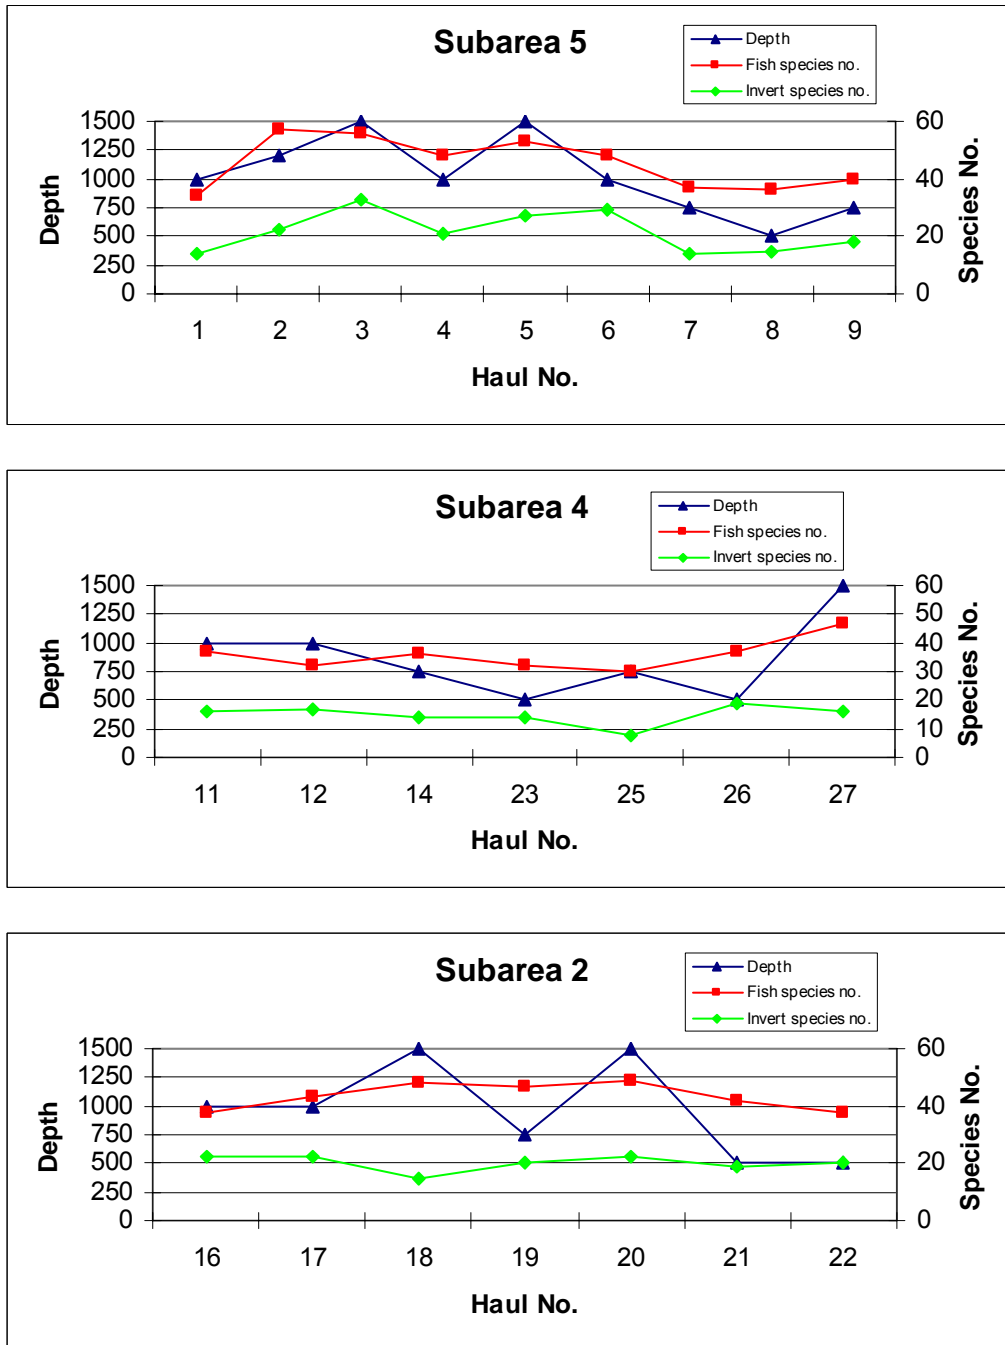 Subarea 5
Depth
Fish species no.
Invert species no.
1500
1250
1000
750
500
250
0
Depth
60
40
20
0
Species No.
1 2 3 4 5 6 7 8 9
Haul No.
Subarea 4
Depth
Fish species no.
Invert species no.
1500
1250
1000
750
500
250
0
Depth
60
50
40
30
20
10
0
Species No.
11 12 14 23 25 26 27
Haul No.
Subarea 2
Depth
Fish species no.
Invert species no.
1500
1250
1000
750
500
250
0
Depth
60
40
20
0
Species No.
16 17 18 19 20 21 22
Haul No.